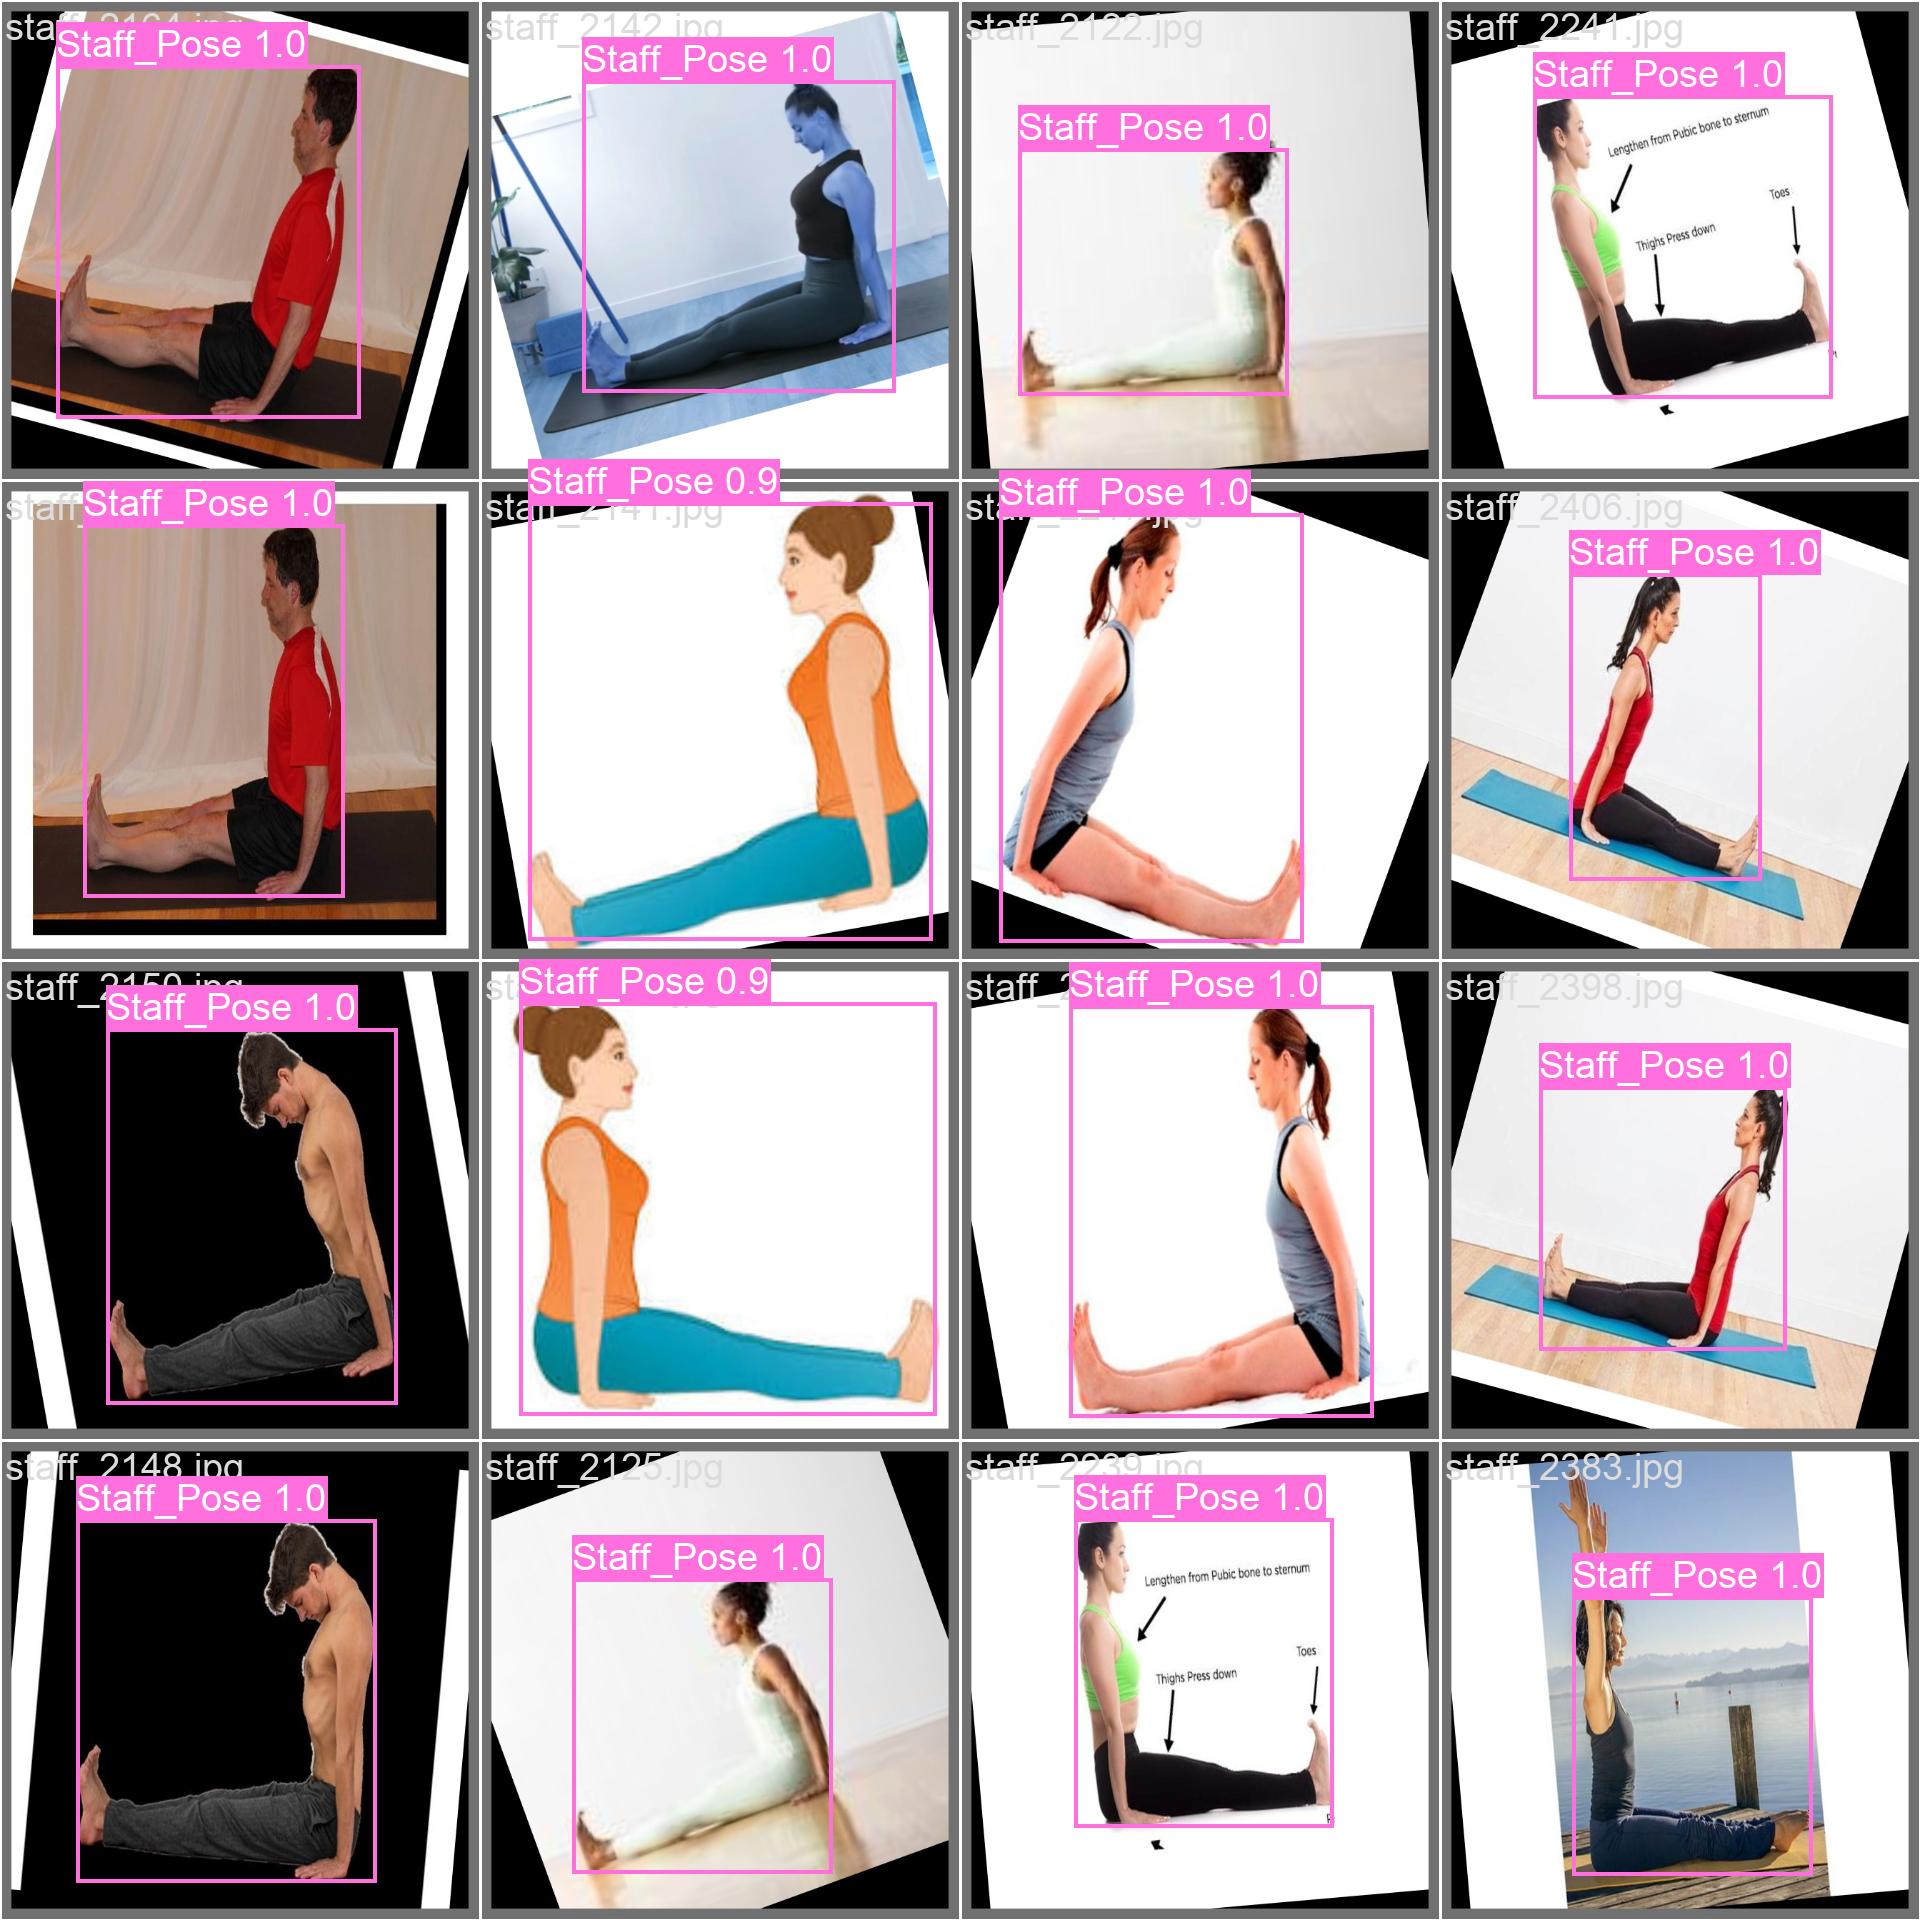 Staff_Pose 1.0
staff_2142.jpg
Staff_Pose 1.0
staff_2122.jpg
Staff_Pose 1.0
staff_2241.jpg
Staff_Pose 1.0
Lengthen from Pubic bone to sternum
Toes
Thighs Press down
Staff_Pose 1.0
Staff_Pose 0.9
Staff_Pose 1.0
staff_2406.jpg
Staff_Pose 1.0
staff_2150.jpg
Staff_Pose 1.0
Staff_Pose 0.9
Staff_Pose 1.0
staff_2398.jpg
Staff_Pose 1.0
staff_2148.jpg
Staff_Pose 1.0
staff_2125.jpg
Staff_Pose 1.0
staff_2239.jpg
Staff_Pose 1.0
Lengthen from Pubic bone to sternum
Toes
Thighs Press down
staff_2383.jpg
Staff_Pose 1.0